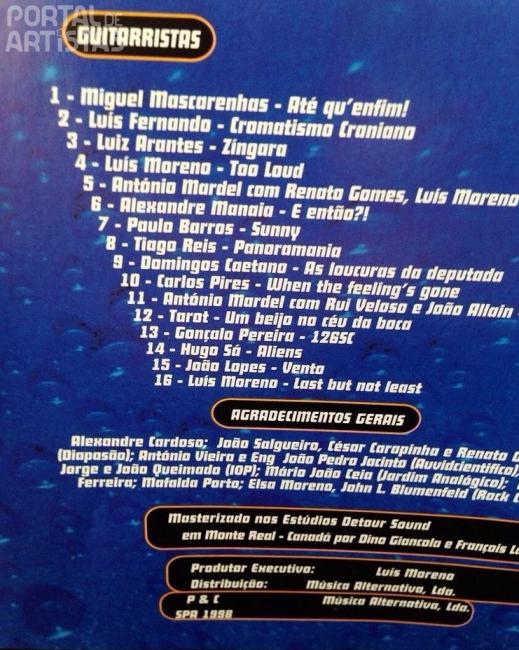 PORTAL DE
ARTISTAS
GUITARRISTAS
1 - Miguel Mascarenhas - Até qu'enfim!
2 - Luís Fernando - Cromatismo Craniano
3 - Luiz Arantes - Zíngara
4 - Luís Moreno - Too Loud
5 - António Mardel com Renato Gomes, Luís Moreno
6 - Alexandre Manaia - E então?!
7 - Paulo Barros - Sunny
8 - Tiago Reis - Panoramania
9 - Domingos Caetano - As loucuras da deputada
10 - Carlos Pires - When the feeling's gone
11 - António Mardel com Rui Veloso e João Allain
12 - Tarot - Um beijo no céu da boca
13 - Gonçalo Pereira - 126SC
14 - Hugo Sá - Aliens
15 - João Lopes - Vento
16 - Luís Moreno - Last but not least
AGRADECIMENTOS GERAIS
Alexandre Cardoso; João Salgueiro, César Carapinha e Renato
(Diapasão); António Vieira e Eng João Pedro Jacinto (Auvidcientífico);
Jorge e João Queimado (IOP); Mário João Ceia (Jardim Analógico);
Ferreira; Mafalda Porto; Elsa Moreno, John L. Blumenfeld (Rock
Masterizado nos Estúdios Detour Sound
em Monte Real - Canadá por Dino Giancola e François
Produtor Executivo: Luís Moreno
Distribuição: Música Alternativa, Lda.
P & C Música Alternativa, Lda.
SPA 1998